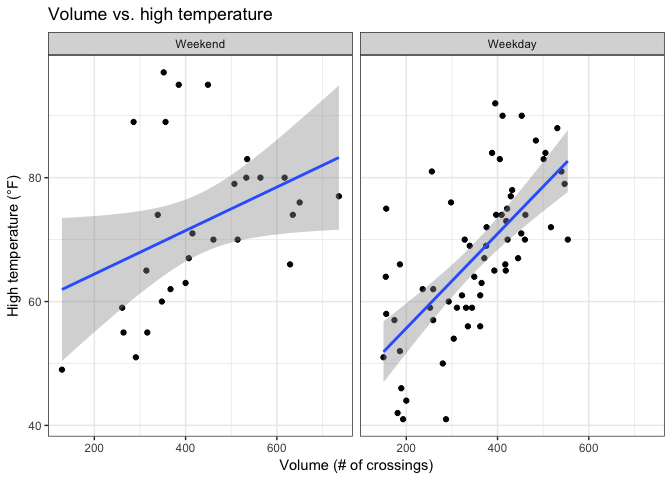 Volume vs. high temperature
Weekend
Weekday
80
60
40
High temperature (°F)
200
400
600
200
400
600
Volume (# of crossings)